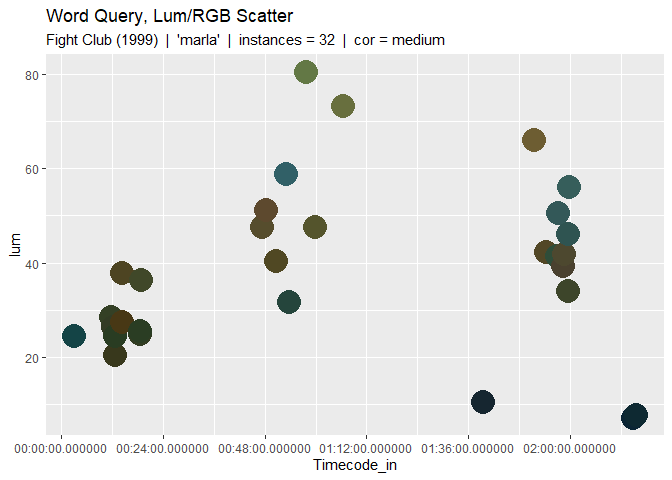 Word Query, Lum/RGB Scatter
Fight Club (1999) | 'marla' | instances = 32 | cor = medium
80
60
lum
40
20
00:00:00.000000 00:24:00.000000 00:48:00.000000 01:12:00.000000 01:36:00.000000 02:00:00.000000
Timecode_in